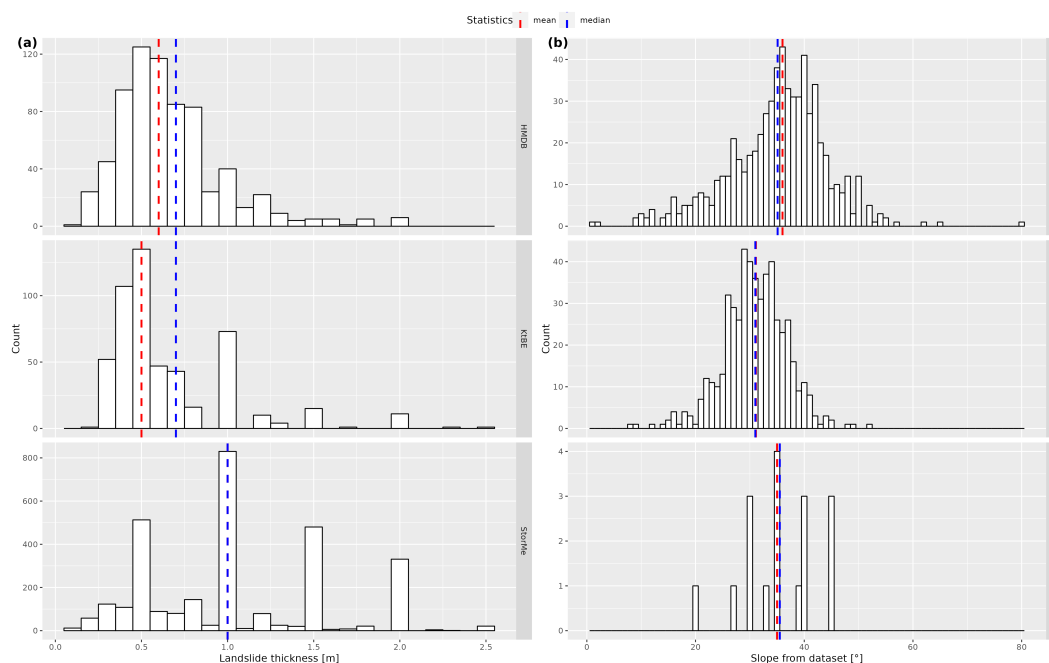 Statistics mean median
(a)
120
80
40
0
HMDB
100
50
0
KtBE
Count
800
600
400
200
0
StorMe
0.0 0.5 1.0 1.5 2.0 2.5
Landslide thickness [m]
(b)
40
30
20
10
0
40
30
20
10
0
Count
4
3
2
1
0
0 20 40 60 80
Slope from dataset [°]